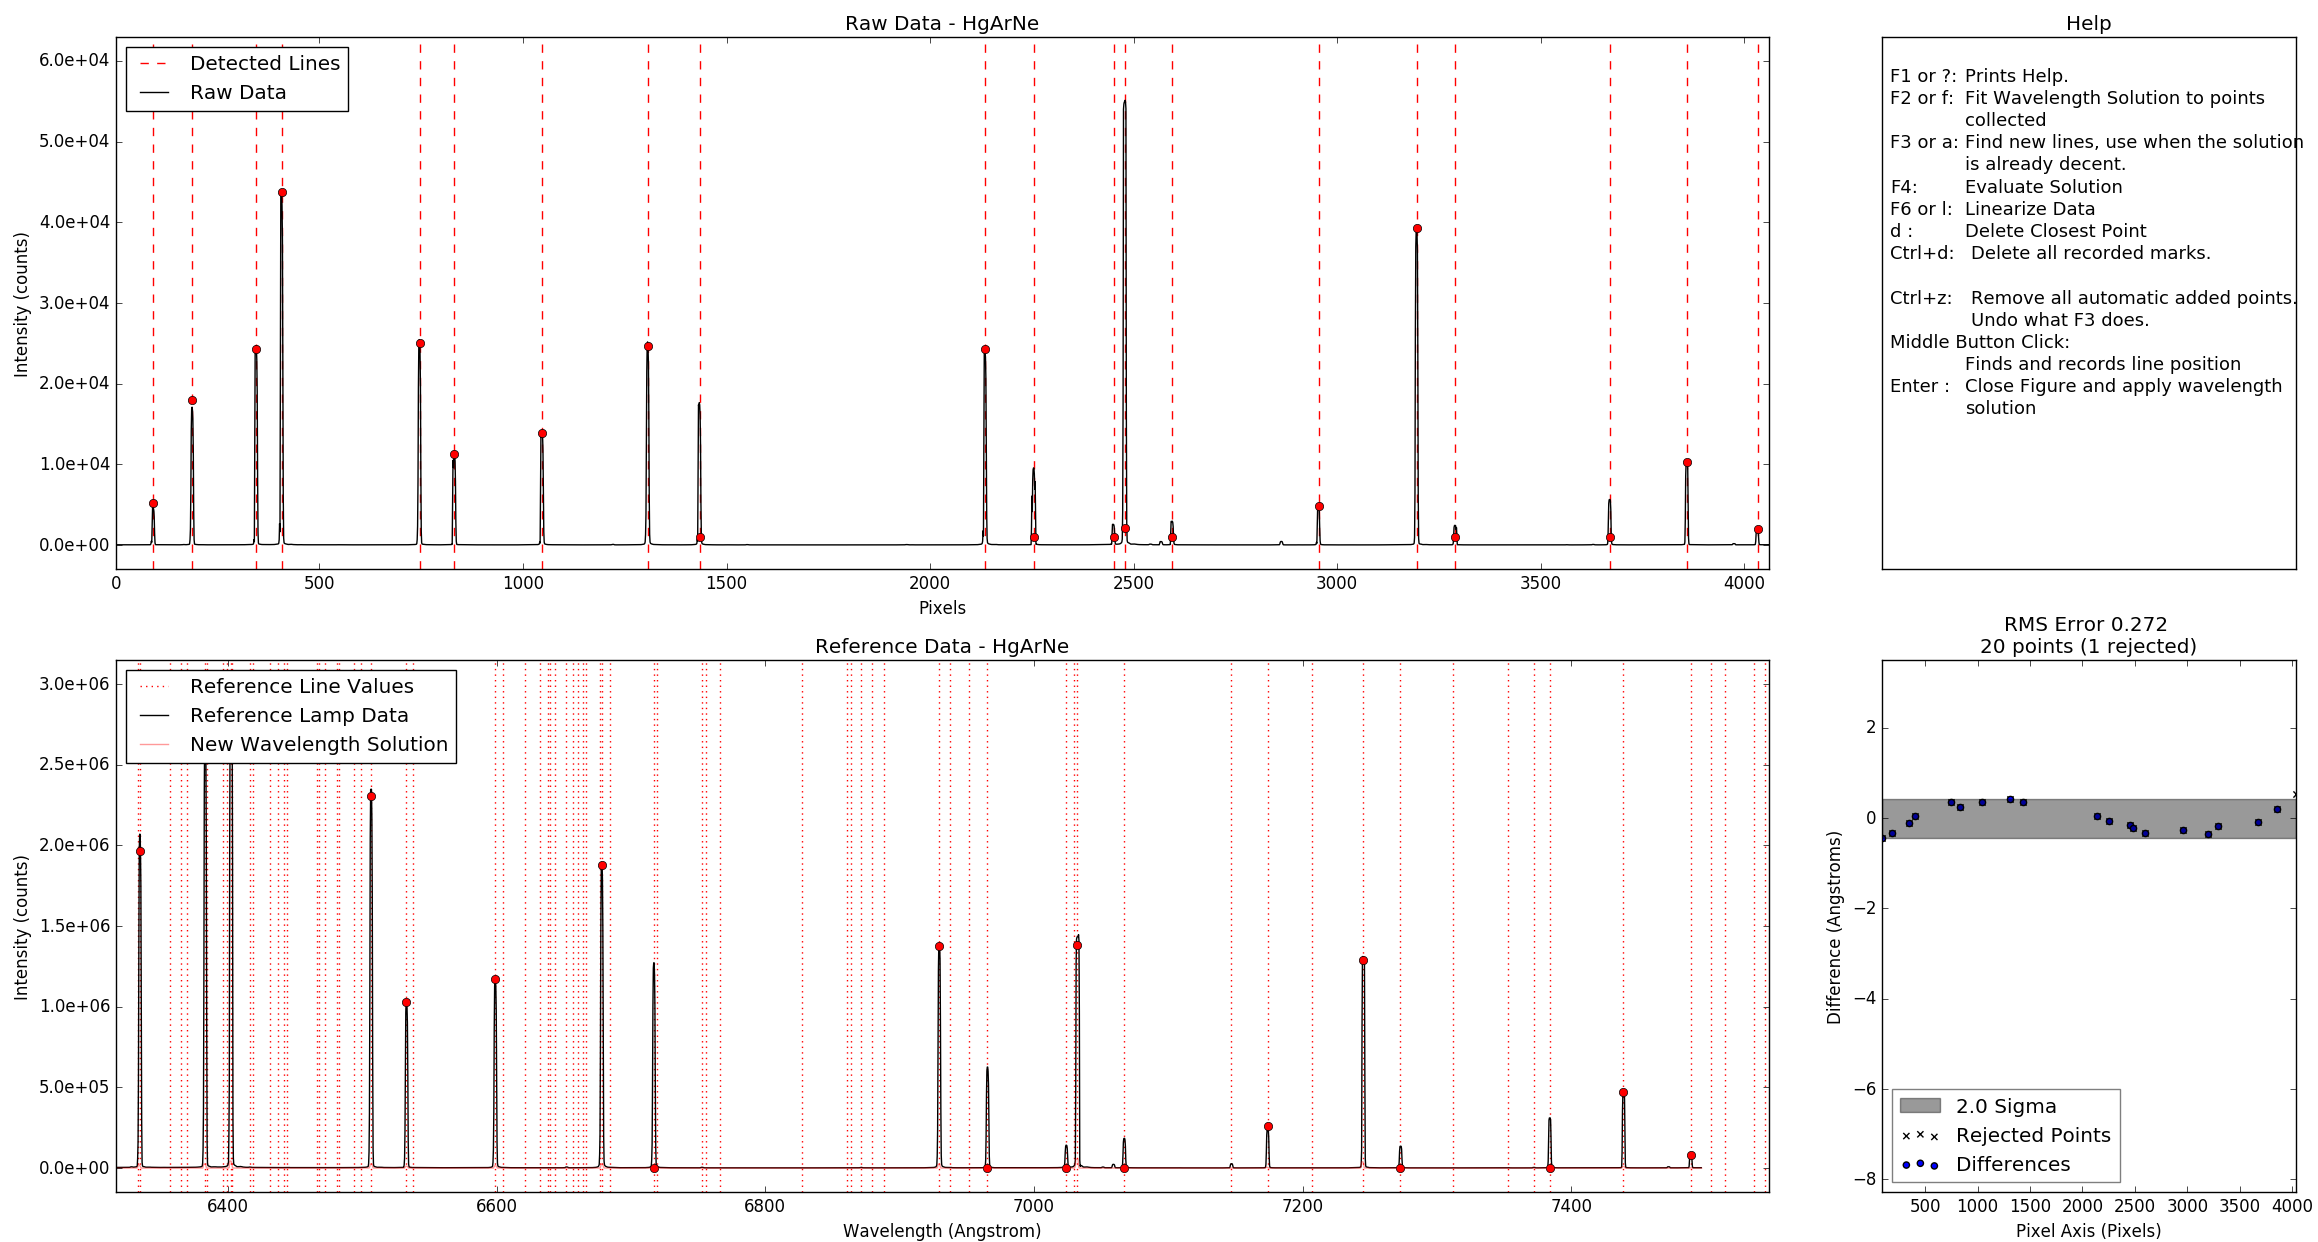 Raw Data - HgArNe
Detected Lines
Raw Data
6.0e+04
5.0e+04
4.0e+04
3.0e+04
2.0e+04
1.0e+04
0.0e+00
Intensity (counts)
0 500 1000 1500 2000 2500 3000 3500 4000
Pixels
Help
F1 or ?: Prints Help.
F2 or f: Fit Wavelength Solution to points
collected
F3 or a: Find new lines, use when the solution
is already decent.
F4: Evaluate Solution
F6 or l: Linearize Data
d : Delete Closest Point
Ctrl+d: Delete all recorded marks.
Ctrl+z: Remove all automatic added points.
Undo what F3 does.
Middle Button Click:
Finds and records line position
Enter : Close Figure and apply wavelength
solution
Reference Data - HgArNe
Reference Line Values
Reference Lamp Data
New Wavelength Solution
3.0e+06
2.5e+06
2.0e+06
1.5e+06
1.0e+06
5.0e+05
0.0e+00
Intensity (counts)
6400 6600 6800 7000 7200 7400
Wavelength (Angstrom)
RMS Error 0.272
20 points (1 rejected)
2
0
−2
−4
−6
−8
Difference (Angstroms)
2.0 Sigma
Rejected Points
Differences
500 1000 1500 2000 2500 3000 3500 4000
Pixel Axis (Pixels)